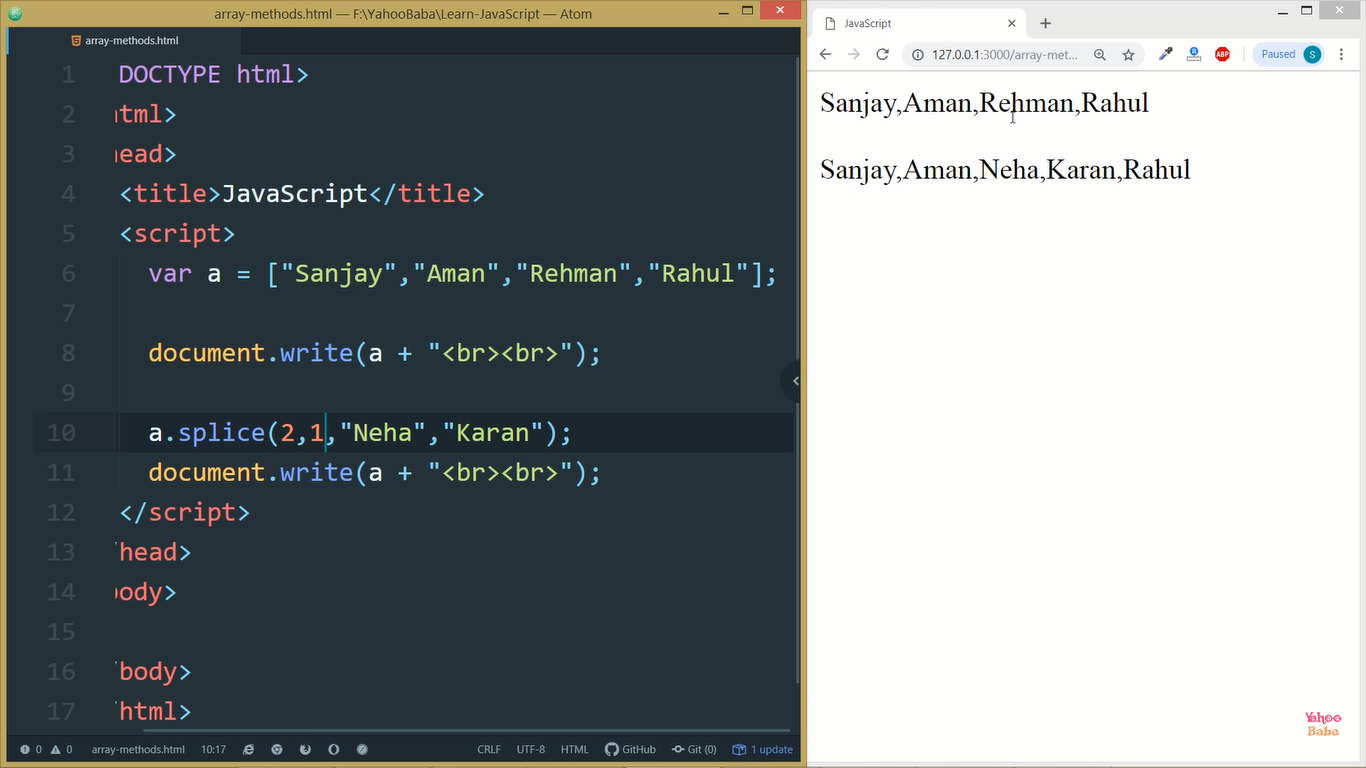 array-methods.html — F:\YahooBaba\Learn-JavaScript — Atom
array-methods.html
1 DOCTYPE html>
2 html>
3 head>
4 <title>JavaScript</title>
5 <script>
6 var a = ["Sanjay","Aman","Rehman","Rahul"];
7
8 document.write(a + "<br><br>");
9
10 a.splice(2,1,"Neha","Karan");
11 document.write(a + "<br><br>");
12 </script>
13 /head>
14 body>
15
16 /body>
17 /html>
0 0 array-methods.html 10:17 CRLF UTF-8 HTML GitHub Git (0) 1 update
JavaScript
127.0.0.1:3000/array-met... ABP Paused S
Sanjay,Aman,Rehman,Rahul
Sanjay,Aman,Neha,Karan,Rahul
Yahoo
Baba